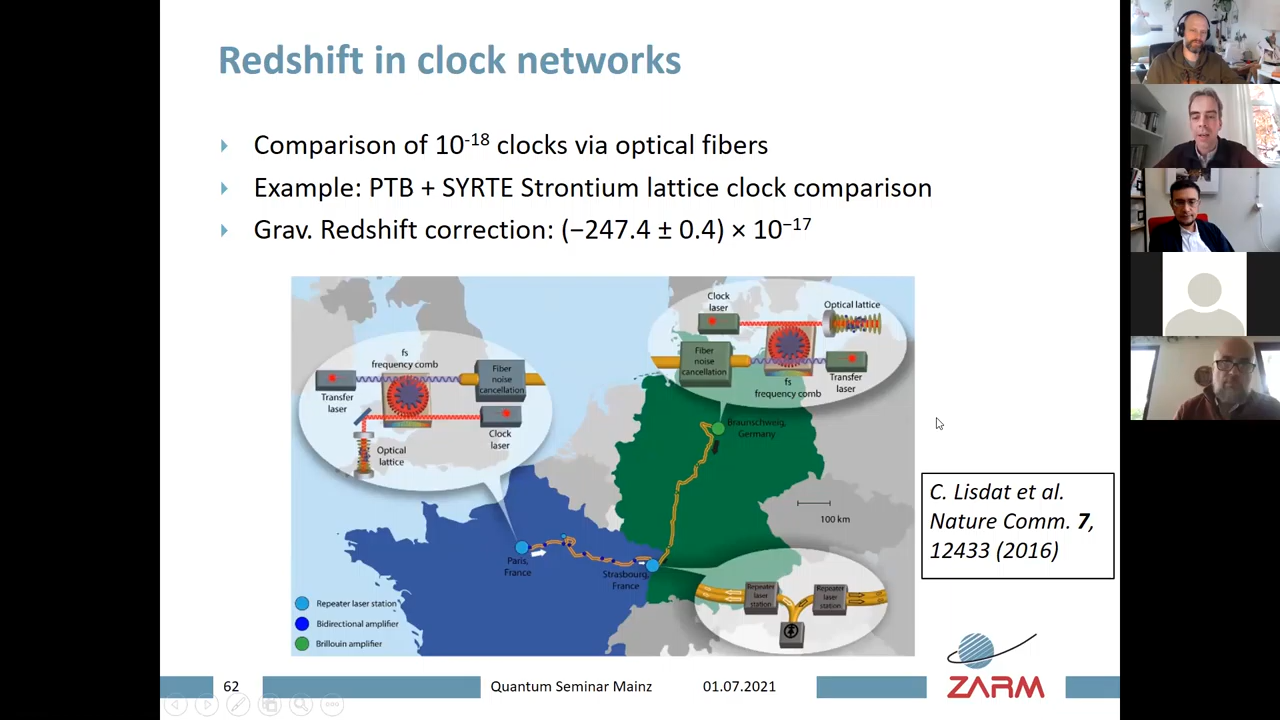 Redshift in clock networks
Comparison of 10⁻¹⁸ clocks via optical fibers
Example: PTB + SYRTE Strontium lattice clock comparison
Grav. Redshift correction: (−247.4 ± 0.4) × 10⁻¹⁷
fs
frequency comb
Transfer
laser
Fiber
noise
cancellation
Clock
laser
Optical
lattice
Clock
laser
Optical lattice
Fiber
noise
cancellation
Transfer
laser
fs
frequency comb
Braunschweig,
Germany
100 km
Paris,
France
Strasbourg,
France
Repeater
laser
station
Repeater
laser
station
Repeater laser station
Bidirectional amplifier
Brillouin amplifier
C. Lisdat et al.
Nature Comm. 7,
12433 (2016)
ZARM
62
Quantum Seminar Mainz
01.07.2021